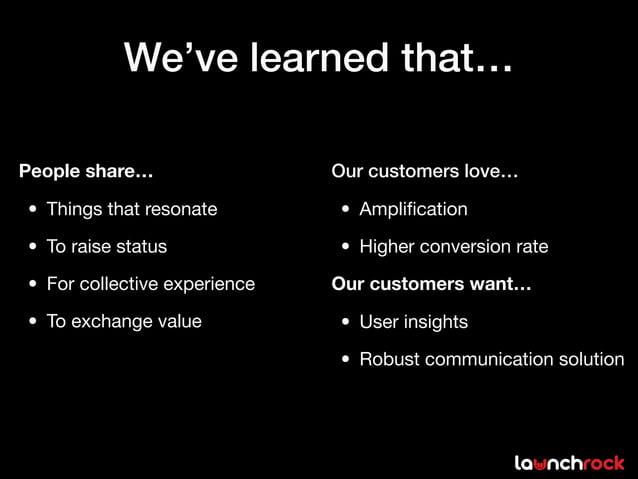 We’ve learned that…
People share…
• Things that resonate
• To raise status
• For collective experience
• To exchange value
Our customers love…
• Amplification
• Higher conversion rate
Our customers want…
• User insights
• Robust communication solution
launchrock